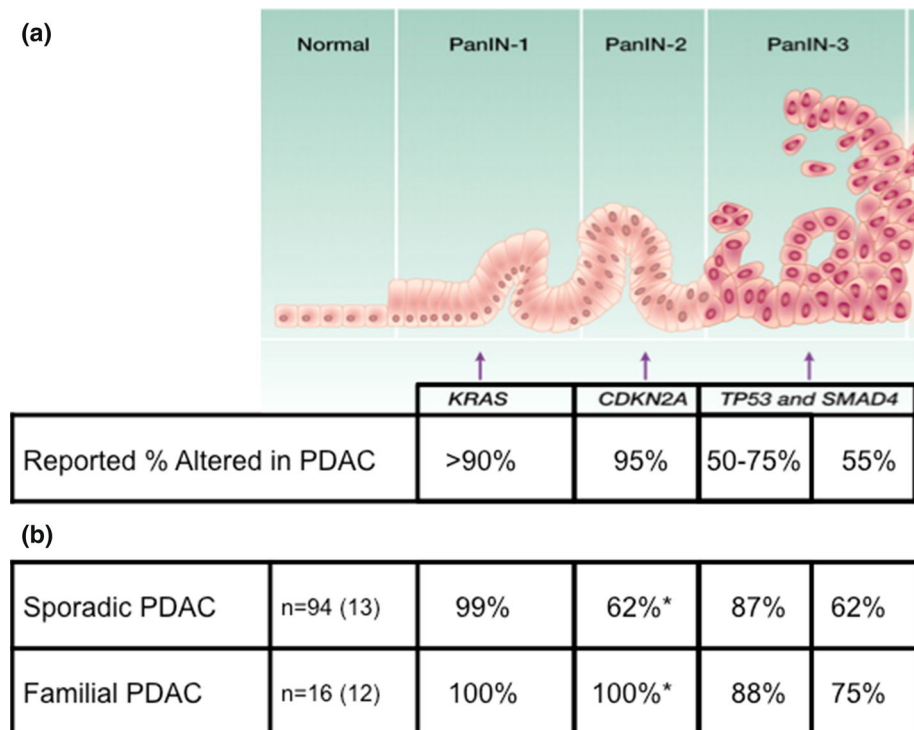 (a)
Normal PanIN-1 PanIN-2 PanIN-3
KRAS CDKN2A TP53 and SMAD4
Reported % Altered in PDAC >90% 95% 50-75% 55%
(b)
Sporadic PDAC n=94 (13) 99% 62%* 87% 62%
Familial PDAC n=16 (12) 100% 100%* 88% 75%